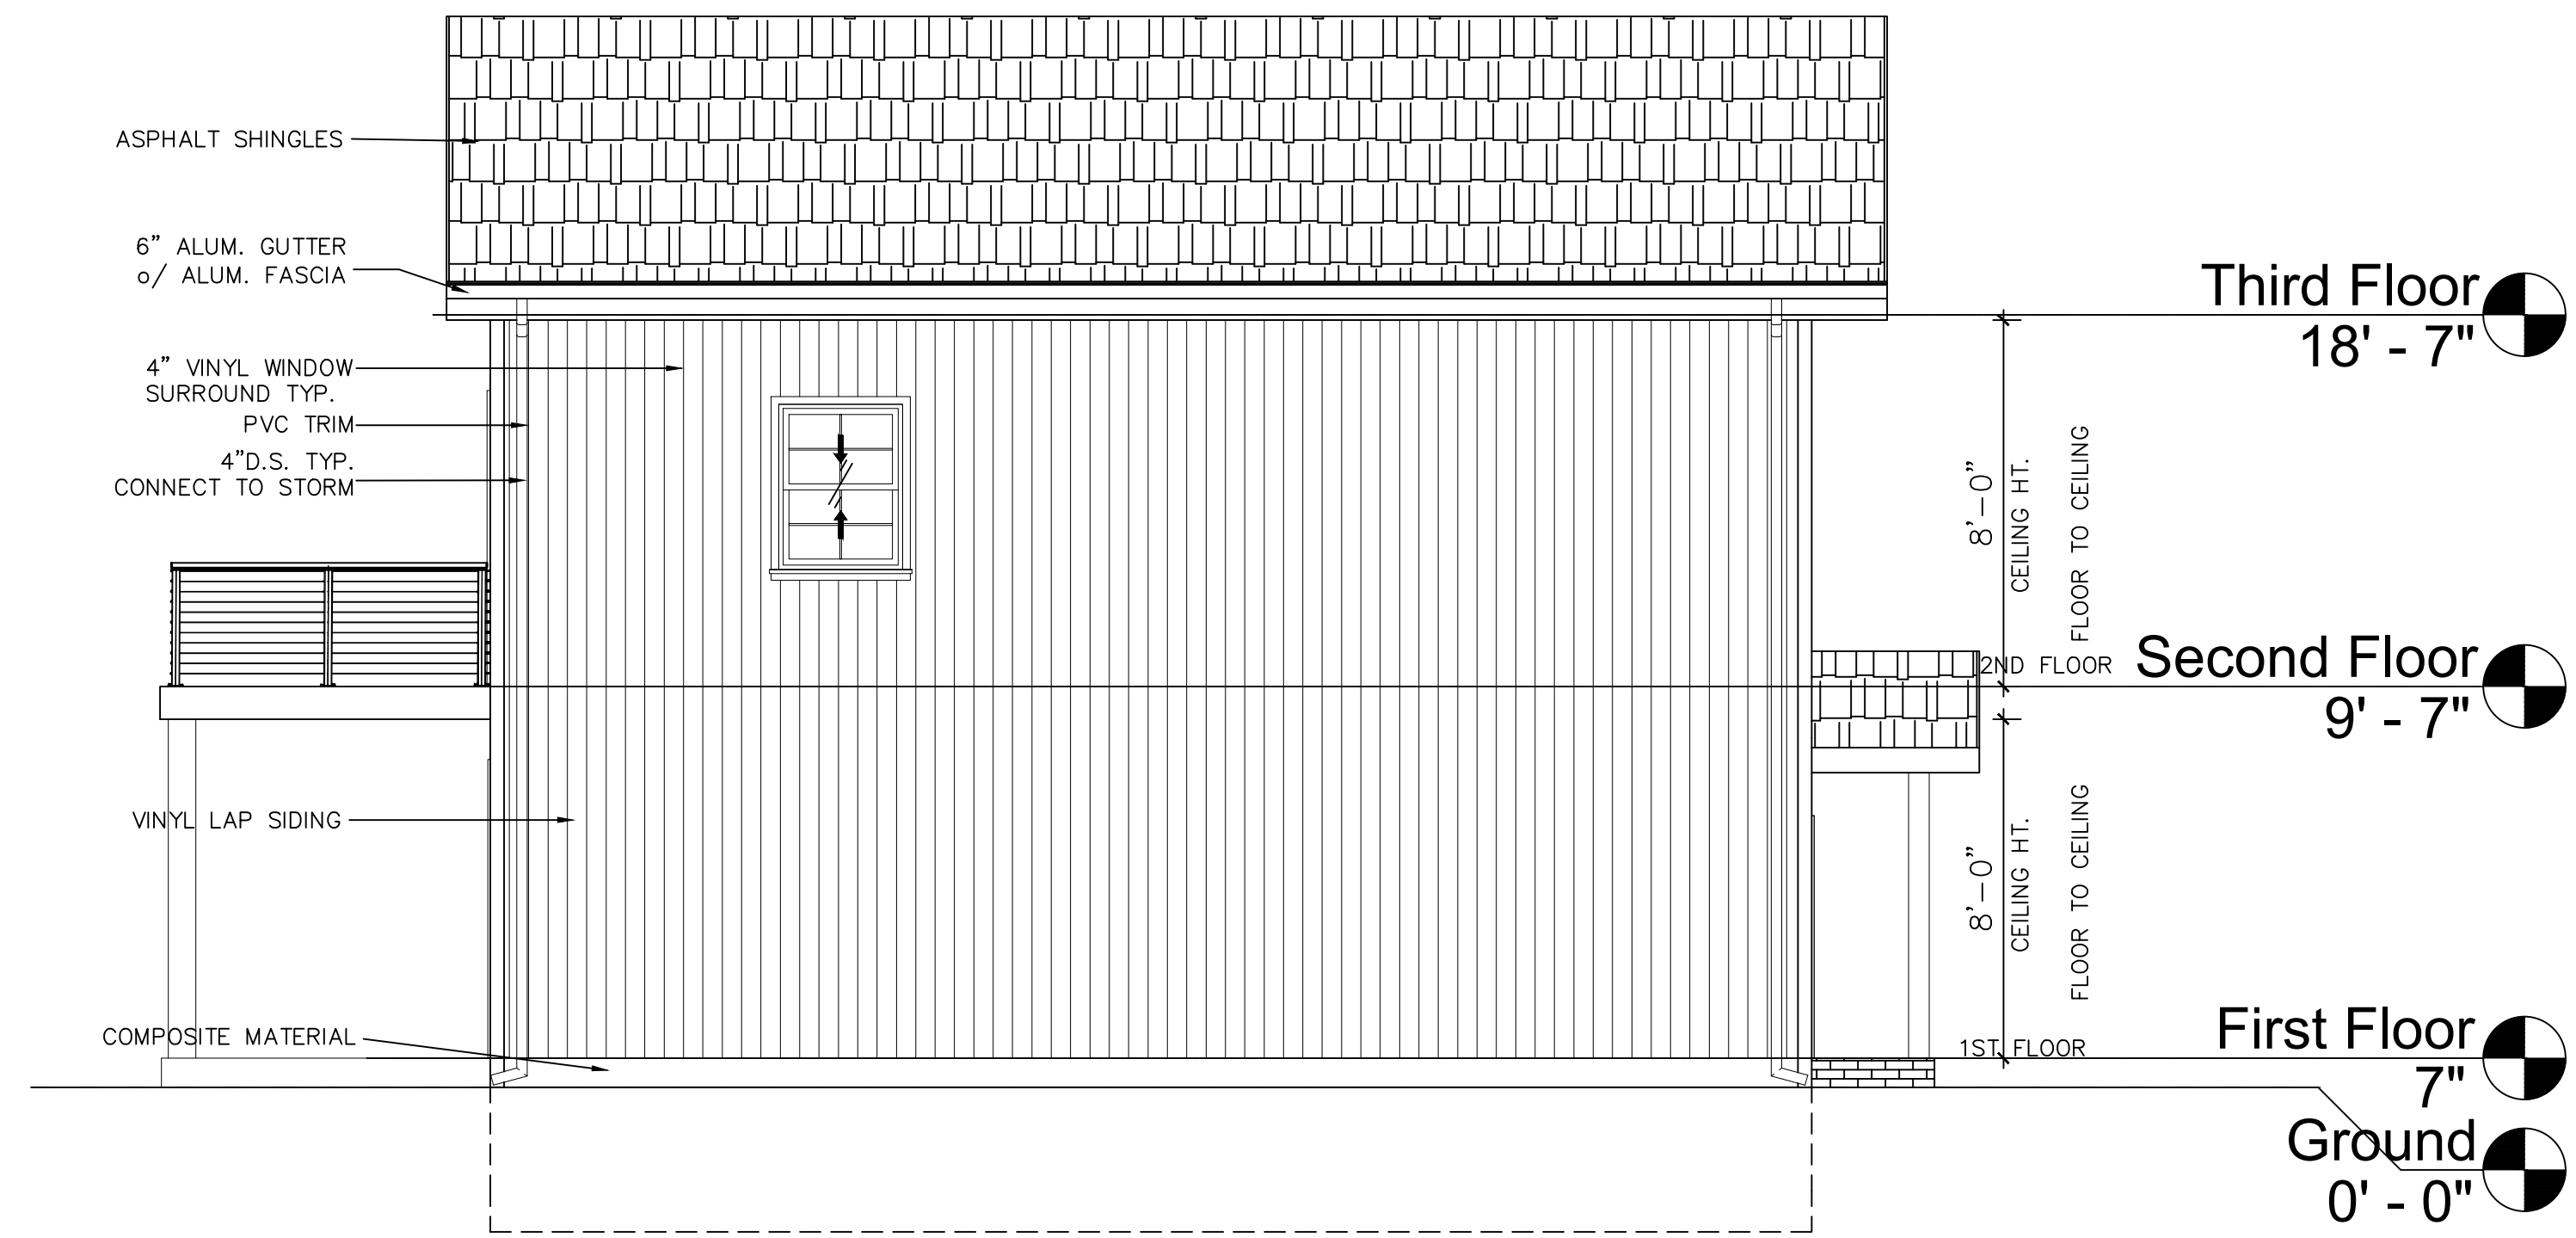 ASPHALT SHINGLES
6” ALUM. GUTTER
o/ ALUM. FASCIA
4” VINYL WINDOW
SURROUND TYP.
PVC TRIM
4”D.S. TYP.
CONNECT TO STORM
VINYL LAP SIDING
COMPOSITE MATERIAL
8’-0”
CEILING HT.
FLOOR TO CEILING
2ND FLOOR
8’-0”
CEILING HT.
FLOOR TO CEILING
1ST FLOOR
Third Floor
18' - 7"
Second Floor
9' - 7"
First Floor
7"
Ground
0' - 0"